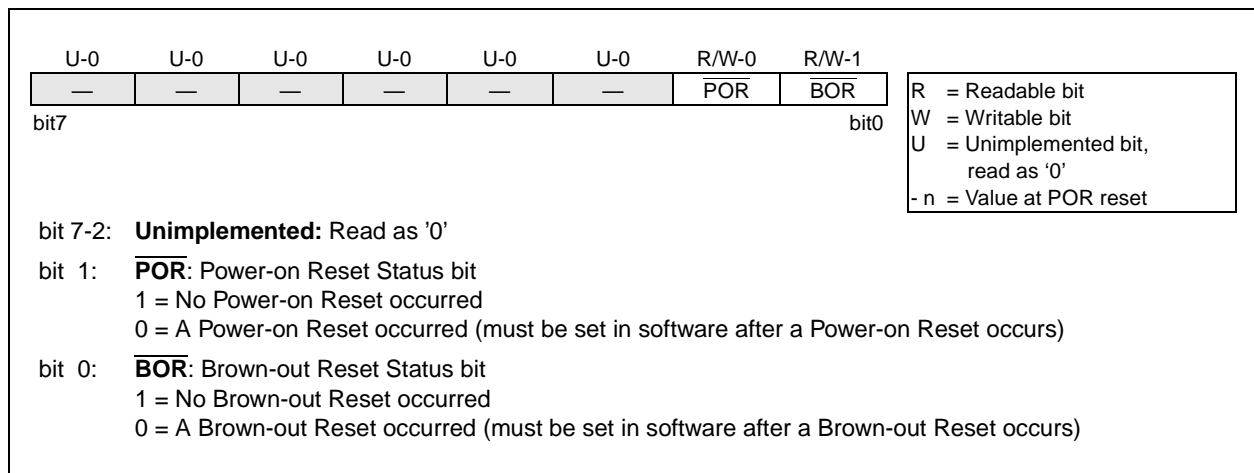 U-0 U-0 U-0 U-0 U-0 U-0 R/W-0 R/W-1
— — — — — — POR BOR
bit7 bit0
R = Readable bit
W = Writable bit
U = Unimplemented bit,
read as ‘0’
- n = Value at POR reset
bit 7-2: Unimplemented: Read as '0'
bit 1: POR: Power-on Reset Status bit
1 = No Power-on Reset occurred
0 = A Power-on Reset occurred (must be set in software after a Power-on Reset occurs)
bit 0: BOR: Brown-out Reset Status bit
1 = No Brown-out Reset occurred
0 = A Brown-out Reset occurred (must be set in software after a Brown-out Reset occurs)